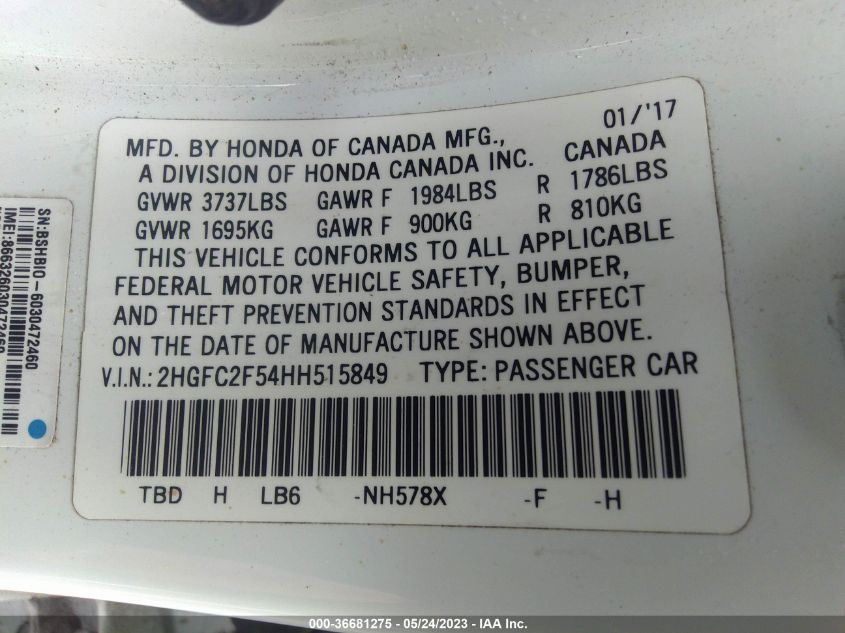 01/'17
MFD. BY HONDA OF CANADA MFG.,
A DIVISION OF HONDA CANADA INC. CANADA
GVWR 3737LBS GAWR F 1984LBS R 1786LBS
GVWR 1695KG GAWR F 900KG R 810KG
THIS VEHICLE CONFORMS TO ALL APPLICABLE
FEDERAL MOTOR VEHICLE SAFETY, BUMPER,
AND THEFT PREVENTION STANDARDS IN EFFECT
ON THE DATE OF MANUFACTURE SHOWN ABOVE.
V.I.N.: 2HGFC2F54HH515849 TYPE: PASSENGER CAR
TBD H LB6 -NH578X -F -H
SN:BSHBIO-6030472460
IMEI:866326030472460
000-36681275 - 05/24/2023 - IAA Inc.